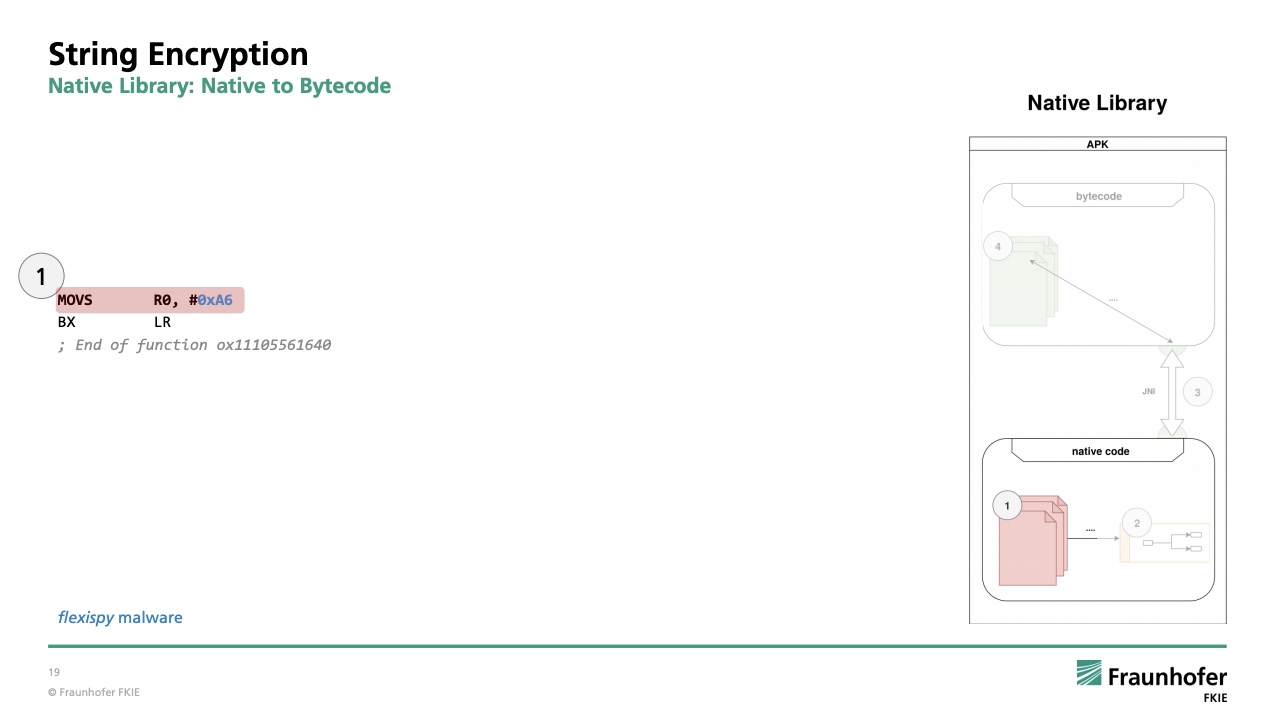 String Encryption
Native Library: Native to Bytecode
Native Library
APK
bytecode
4
....
1
MOVS R0, #0xA6
BX LR
; End of function ox11105561640
JNI
3
native code
1
2
....
flexispy malware
19
© Fraunhofer FKIE
Fraunhofer
FKIE